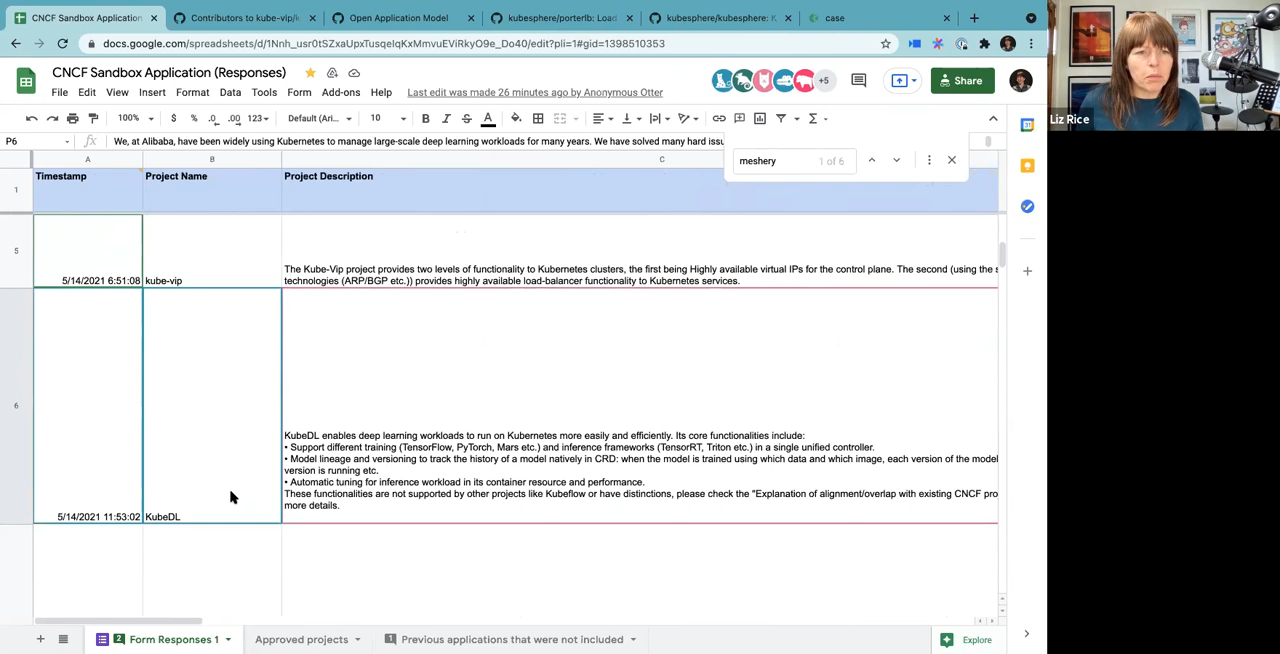 CNCF Sandbox Application
Contributors to kube-vip/k
Open Application Model
kubesphere/porterlb: Load
kubesphere/kubesphere: K
case
docs.google.com/spreadsheets/d/1Nnh_usr0tSZxaUpxTusqelqKxMmvuEViRkyO9e_Do40/edit?pli=1#gid=1398510353
CNCF Sandbox Application (Responses)
+5
Share
File Edit View Insert Format Data Tools Form Add-ons Help Last edit was made 26 minutes ago by Anonymous Otter
100% $ % .0 .00 123 Default (Ari... 10 B I S A
P6 fx We, at Alibaba, have been widely using Kubernetes to manage large-scale deep learning workloads for many years. We have solved many hard issu
meshery 1 of 6
A B C
1 Timestamp Project Name Project Description
5
5/14/2021 6:51:08 kube-vip
The Kube-Vip project provides two levels of functionality to Kubernetes clusters, the first being Highly available virtual IPs for the control plane. The second (using the s
technologies (ARP/BGP etc.)) provides highly available load-balancer functionality to Kubernetes services.
6
5/14/2021 11:53:02 KubeDL
KubeDL enables deep learning workloads to run on Kubernetes more easily and efficiently. Its core functionalities include:
• Support different training (TensorFlow, PyTorch, Mars etc.) and inference frameworks (TensorRT, Triton etc.) in a single unified controller.
• Model lineage and versioning to track the history of a model natively in CRD: when the model is trained using which data and which image, each version of the model
version is running etc.
• Automatic tuning for inference workload in its container resource and performance.
These functionalities are not supported by other projects like Kubeflow or have distinctions, please check the "Explanation of alignment/overlap with existing CNCF pro
more details.
2 Form Responses 1
Approved projects
1 Previous applications that were not included
Explore
Liz Rice